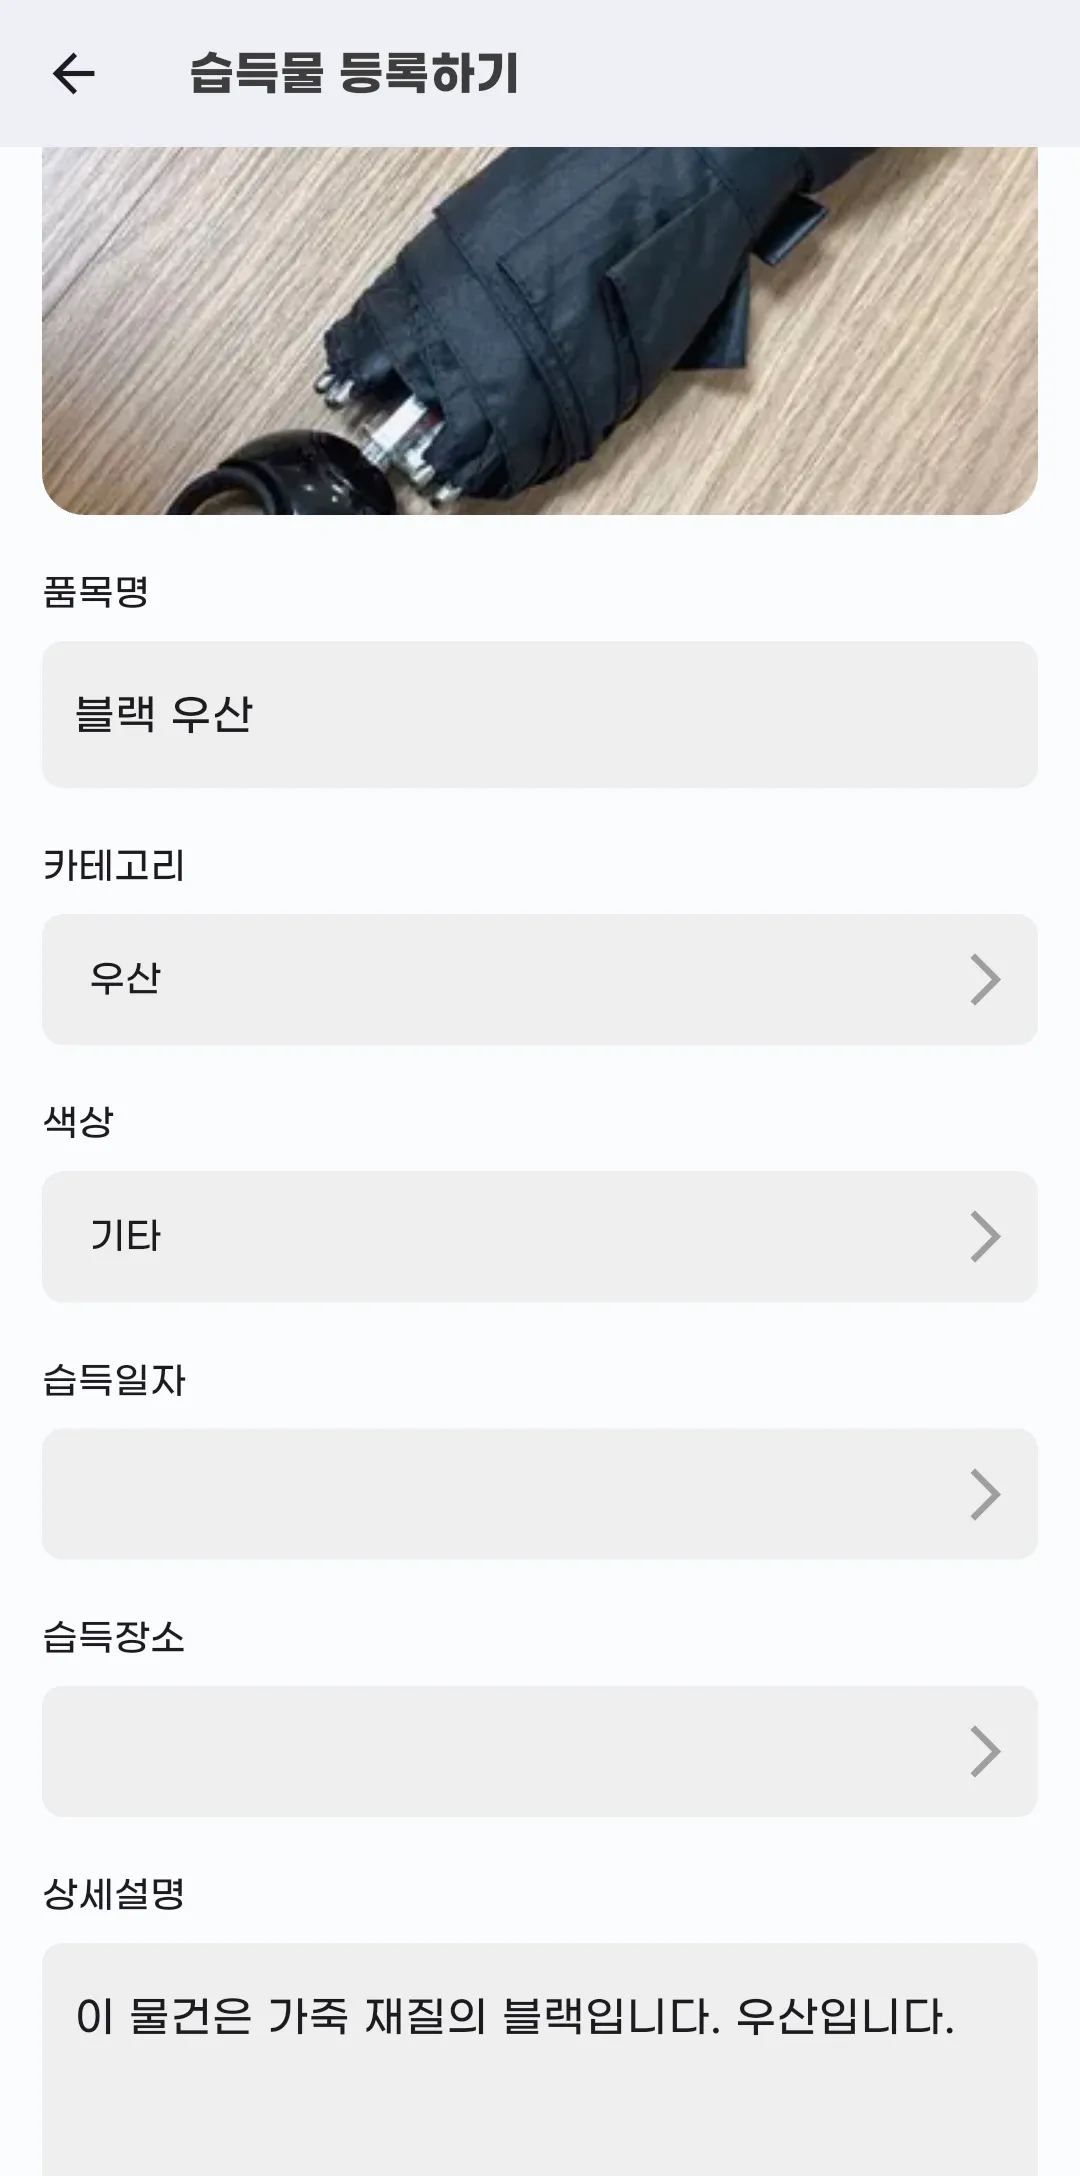 습득물 등록하기
품목명
블랙 우산
카테고리
우산
색상
기타
습득일자
습득장소
상세설명
이 물건은 가죽 재질의 블랙입니다. 우산입니다.